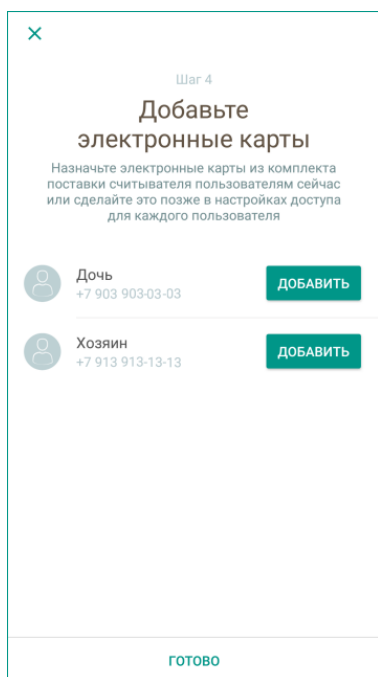 Шаг 4
Добавьте
электронные карты
Назначьте электронные карты из комплекта
поставки считывателя пользователям сейчас
или сделайте это позже в настройках доступа
для каждого пользователя
Дочь
+7 903 903-03-03
ДОБАВИТЬ
Хозяин
+7 913 913-13-13
ДОБАВИТЬ
ГОТОВО